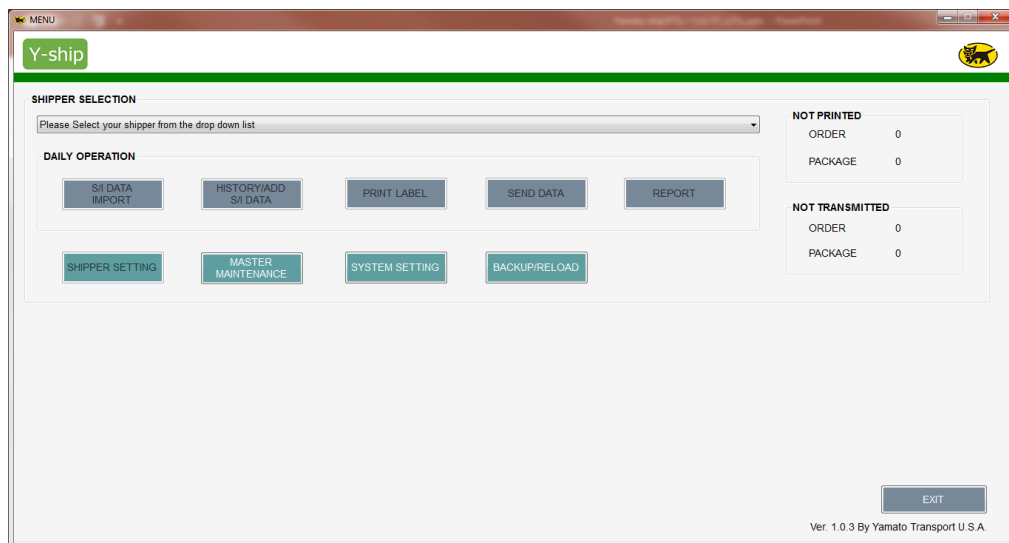 MENU
Y-ship
SHIPPER SELECTION
Please Select your shipper from the drop down list
DAILY OPERATION
S/I DATA
IMPORT
HISTORY/ADD
S/I DATA
PRINT LABEL
SEND DATA
REPORT
SHIPPER SETTING
MASTER
MAINTENANCE
SYSTEM SETTING
BACKUP/RELOAD
NOT PRINTED
ORDER 0
PACKAGE 0
NOT TRANSMITTED
ORDER 0
PACKAGE 0
EXIT
Ver. 1.0.3 By Yamato Transport U.S.A.